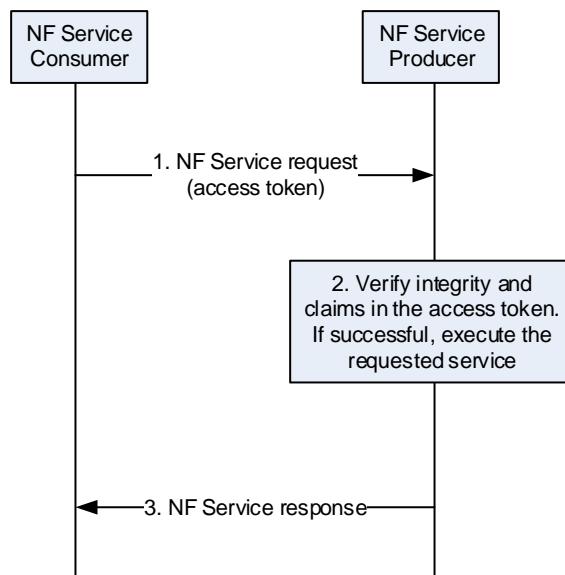 NF Service
Consumer
NF Service
Producer
1. NF Service request
(access token)
2. Verify integrity and
claims in the access token.
If successful, execute the
requested service
3. NF Service response